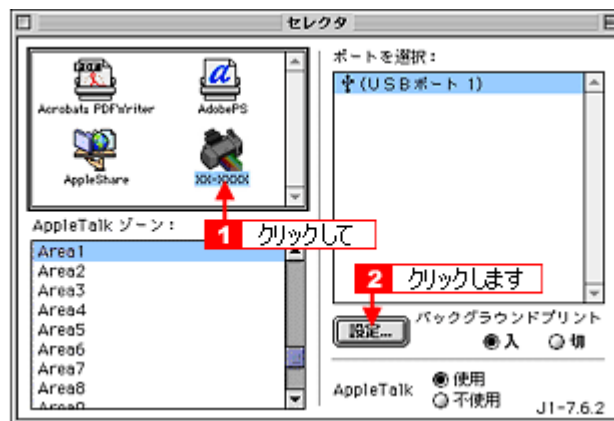 セレクタ
Acrobats PDFWriter
AdobePS
AppleShare
XX-XXXX
AppleTalk ゾーン：
Area1
Area2
Area3
Area4
Area5
Area6
Area7
Area8
Area9
1 クリックして
ポートを選択：
(USBポート 1)
2 クリックします
設定...
バックグラウンドプリント
入 切
AppleTalk
使用
不使用
J1-7.6.2